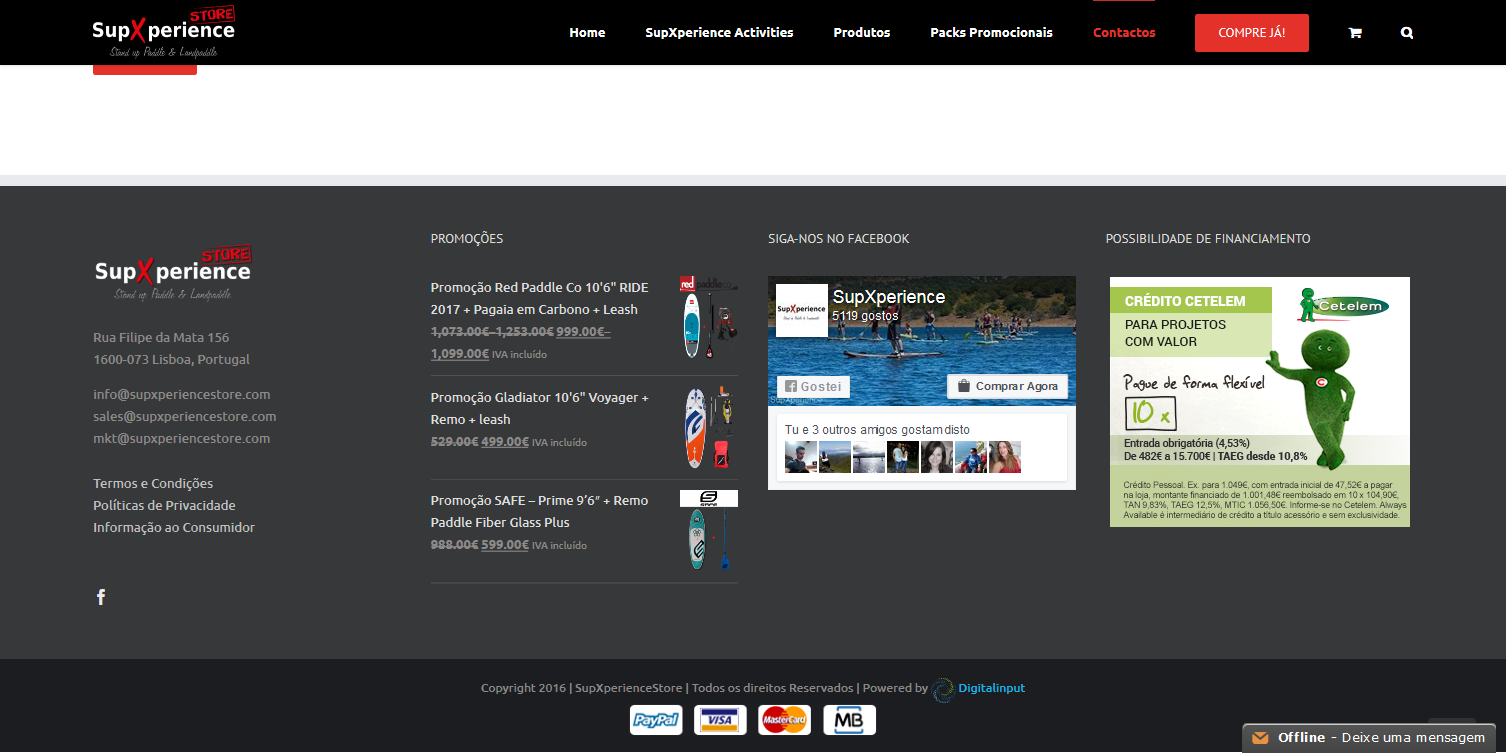 STORE
SupXperience
Stand up Paddle & Landpaddle
Home
SupXperience Activities
Produtos
Packs Promocionais
Contactos
COMPRE JÁ!
STORE
SupXperience
Stand up Paddle & Landpaddle
Rua Filipe da Mata 156
1600-073 Lisboa, Portugal
info@supxperiencestore.com
sales@supxperiencestore.com
mkt@supxperiencestore.com
Termos e Condições
Políticas de Privacidade
Informação ao Consumidor
PROMOÇÕES
Promoção Red Paddle Co 10'6" RIDE
2017 + Pagaia em Carbono + Leash
1,073.00€–1,253.00€ 999.00€–
1,099.00€ IVA incluído
red paddle co
Promoção Gladiator 10'6" Voyager +
Remo + leash
529.00€ 499.00€ IVA incluído
Promoção SAFE – Prime 9’6″ + Remo
Paddle Fiber Glass Plus
988.00€ 599.00€ IVA incluído
SAFE
SIGA-NOS NO FACEBOOK
SupXperience
SupXperience
5119 gostos
Gostei
Comprar Agora
SupXperience
Tu e 3 outros amigos gostam disto
POSSIBILIDADE DE FINANCIAMENTO
CRÉDITO CETELEM
Cetelem
PARA PROJETOS
COM VALOR
Pague de forma flexível
10 x
Entrada obrigatória (4,53%)
De 482€ a 15.700€ | TAEG desde 10,8%
Crédito Pessoal. Ex. para 1.049€, com entrada inicial de 47,52€ a pagar
na loja, montante financiado de 1.001,48€ reembolsado em 10 x 104,90€,
TAN 9,83%, TAEG 12,5%, MTIC 1.056,50€. Informe-se no Cetelem. Always
Available é intermediário de crédito a titulo acessório e sem exclusividade.
Copyright 2016 | SupXperienceStore | Todos os direitos Reservados | Powered by Digitalinput
PayPal
VISA
MasterCard
MB
Offline - Deixe uma mensagem